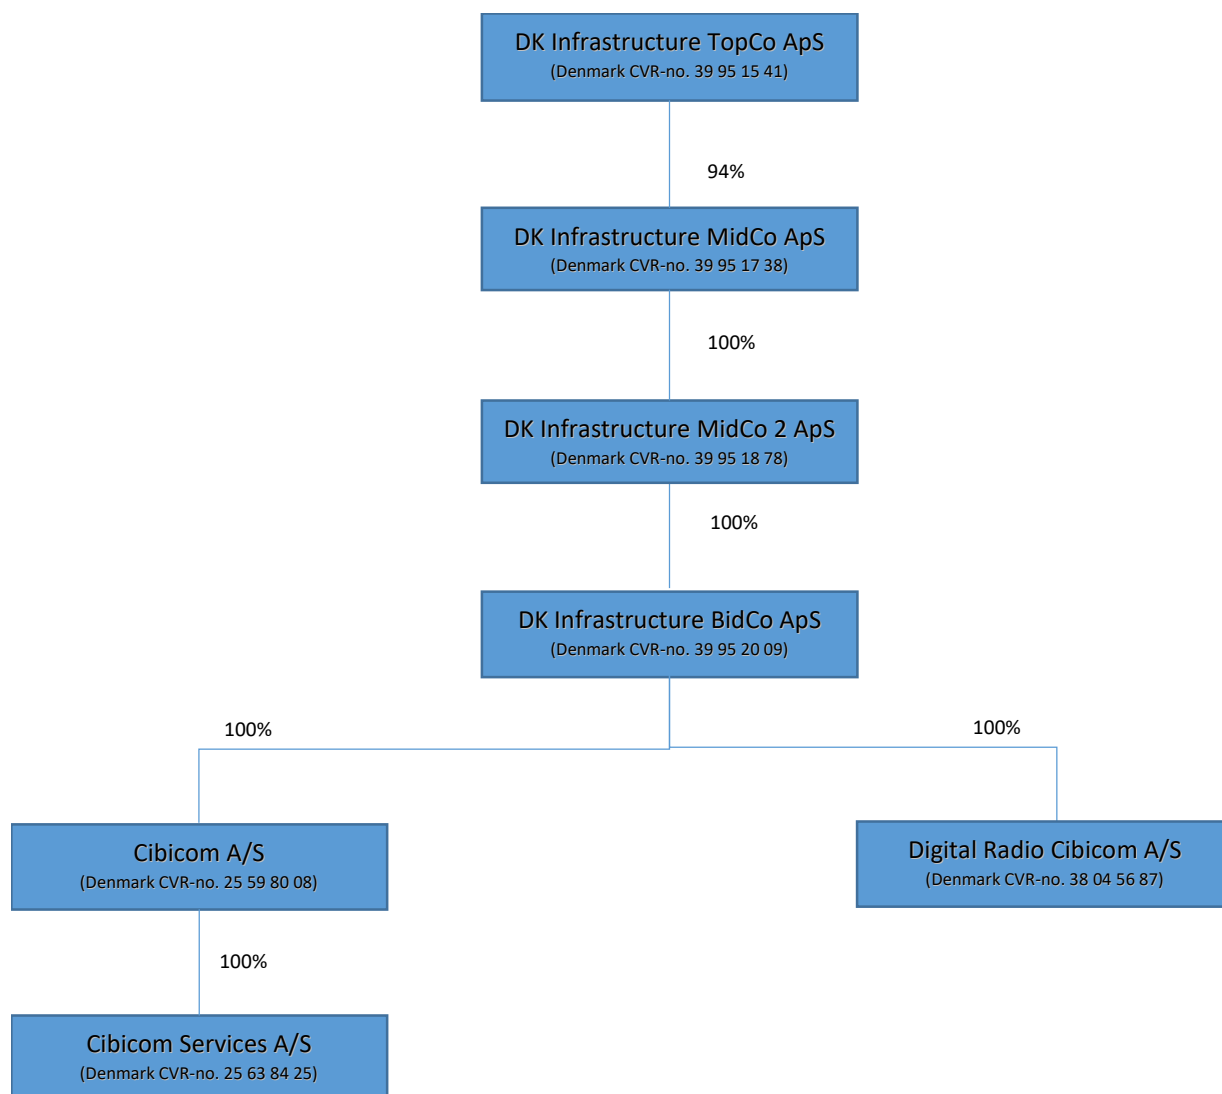 DK Infrastructure TopCo ApS
(Denmark CVR-no. 39 95 15 41)
94%
DK Infrastructure MidCo ApS
(Denmark CVR-no. 39 95 17 38)
100%
DK Infrastructure MidCo 2 ApS
(Denmark CVR-no. 39 95 18 78)
100%
DK Infrastructure BidCo ApS
(Denmark CVR-no. 39 95 20 09)
100%
100%
Cibicom A/S
(Denmark CVR-no. 25 59 80 08)
Digital Radio Cibicom A/S
(Denmark CVR-no. 38 04 56 87)
100%
Cibicom Services A/S
(Denmark CVR-no. 25 63 84 25)